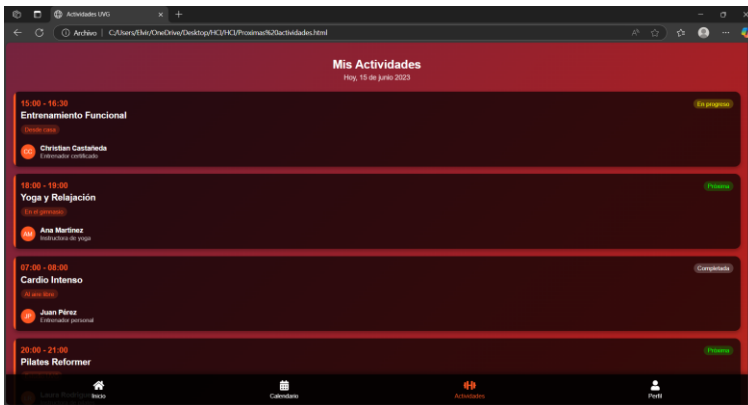 Actividades UVG
Archivo | C:/Users/Elvir/OneDrive/Desktop/HCI/HCI/Proximas%20actividades.html
Mis Actividades
Hoy, 15 de junio 2023
15:00 - 16:30
En progreso
Entrenamiento Funcional
Desde casa
CC
Christian Castañeda
Entrenador certificado
18:00 - 19:00
Próxima
Yoga y Relajación
En el gimnasio
AM
Ana Martínez
Instructora de yoga
07:00 - 08:00
Completada
Cardio Intenso
Al aire libre
JP
Juan Pérez
Entrenador personal
20:00 - 21:00
Próxima
Pilates Reformer
Laura
Inicio
Calendario
Actividades
Perfil